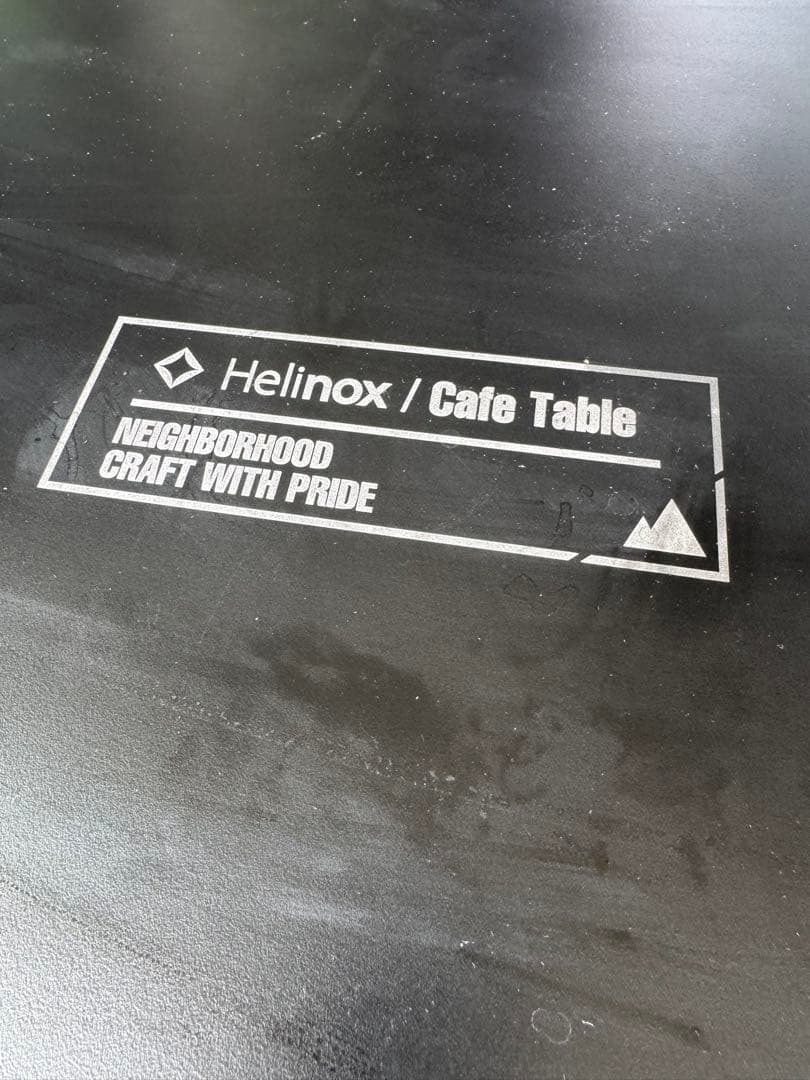 Helinox / Cafe Table
NEIGHBORHOOD
CRAFT WITH PRIDE